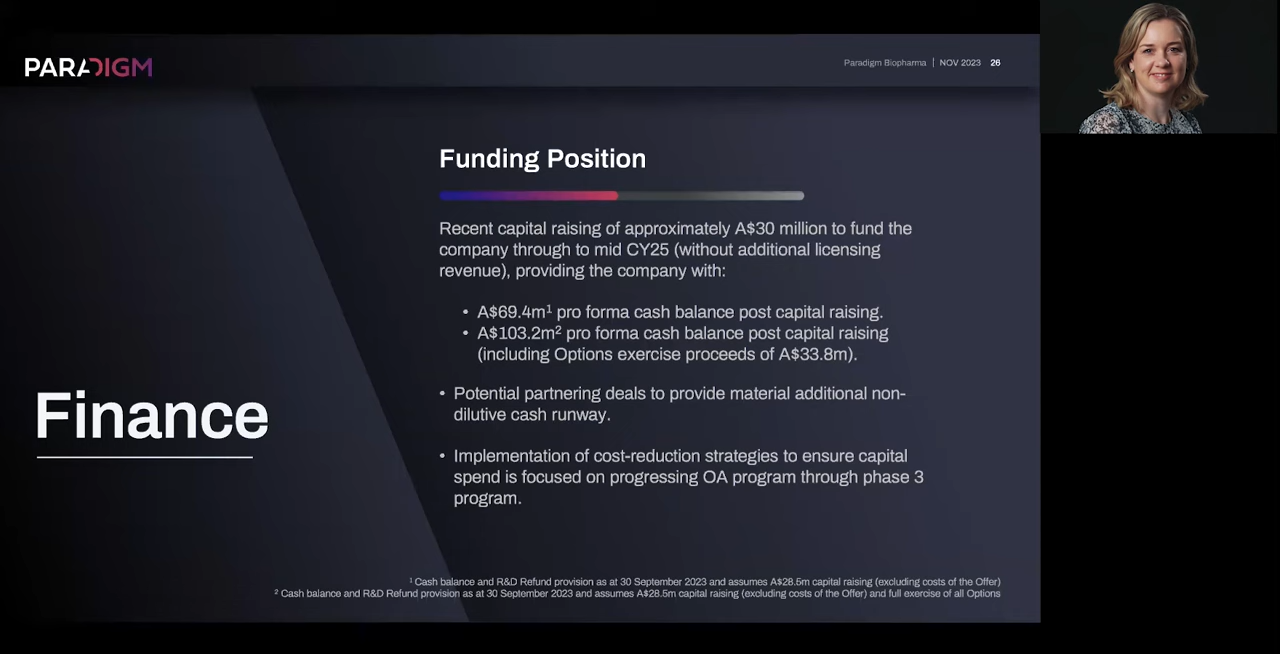 PARADIGM
Paradigm Biopharma | NOV 2023 26
Funding Position
Recent capital raising of approximately A$30 million to fund the
company through to mid CY25 (without additional licensing
revenue), providing the company with:
• A$69.4m¹ pro forma cash balance post capital raising.
• A$103.2m² pro forma cash balance post capital raising
(including Options exercise proceeds of A$33.8m).
• Potential partnering deals to provide material additional non-
dilutive cash runway.
Finance
• Implementation of cost-reduction strategies to ensure capital
spend is focused on progressing OA program through phase 3
program.
¹ Cash balance and R&D Refund provision as at 30 September 2023 and assumes A$28.5m capital raising (excluding costs of the Offer)
² Cash balance and R&D Refund provision as at 30 September 2023 and assumes A$28.5m capital raising (excluding costs of the Offer) and full exercise of all Options